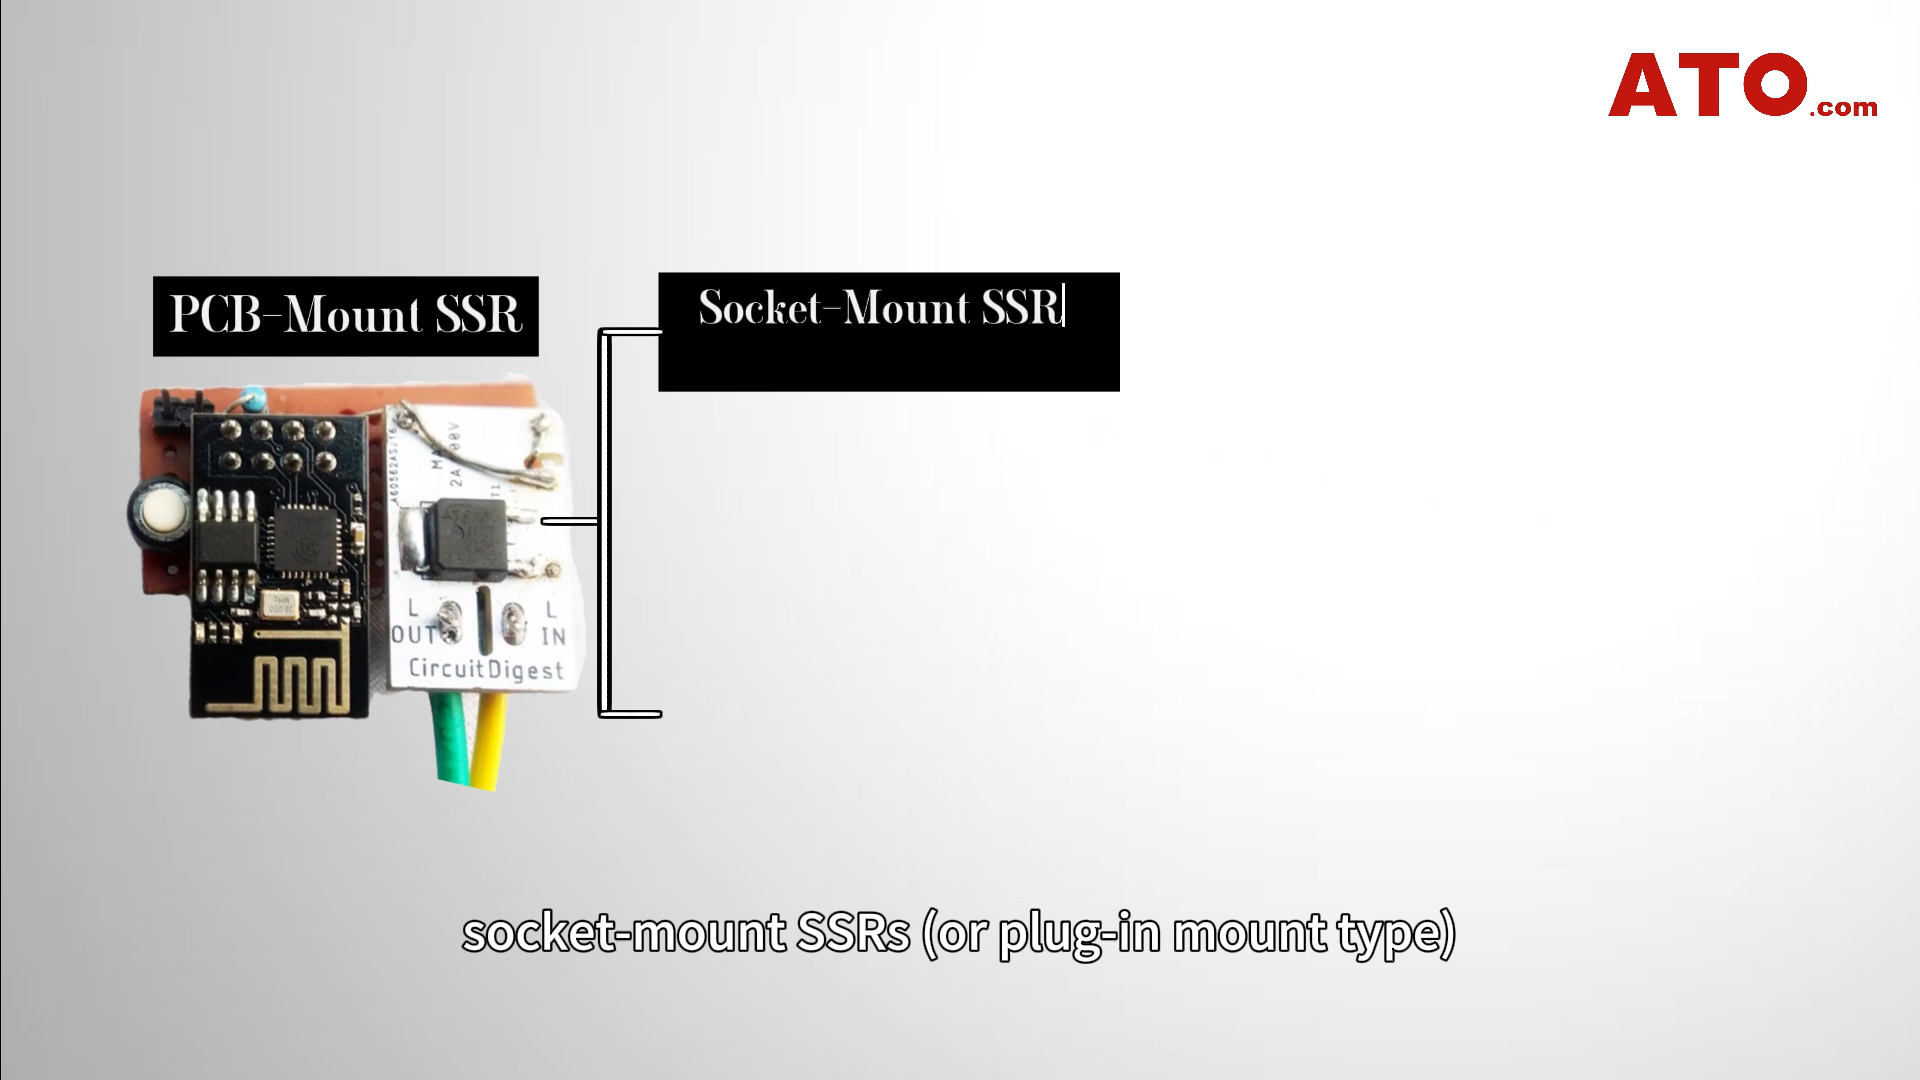 ATO.com
PCB-Mount SSR
Socket-Mount SSR
L
OUT
L
IN
CircuitDigest
socket-mount SSRs (or plug-in mount type)